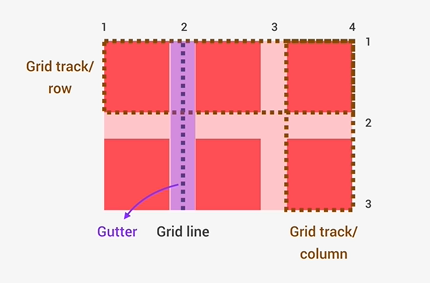 1 2 3 4
1
Grid track/
row
2
3
Gutter
Grid line
Grid track/
column